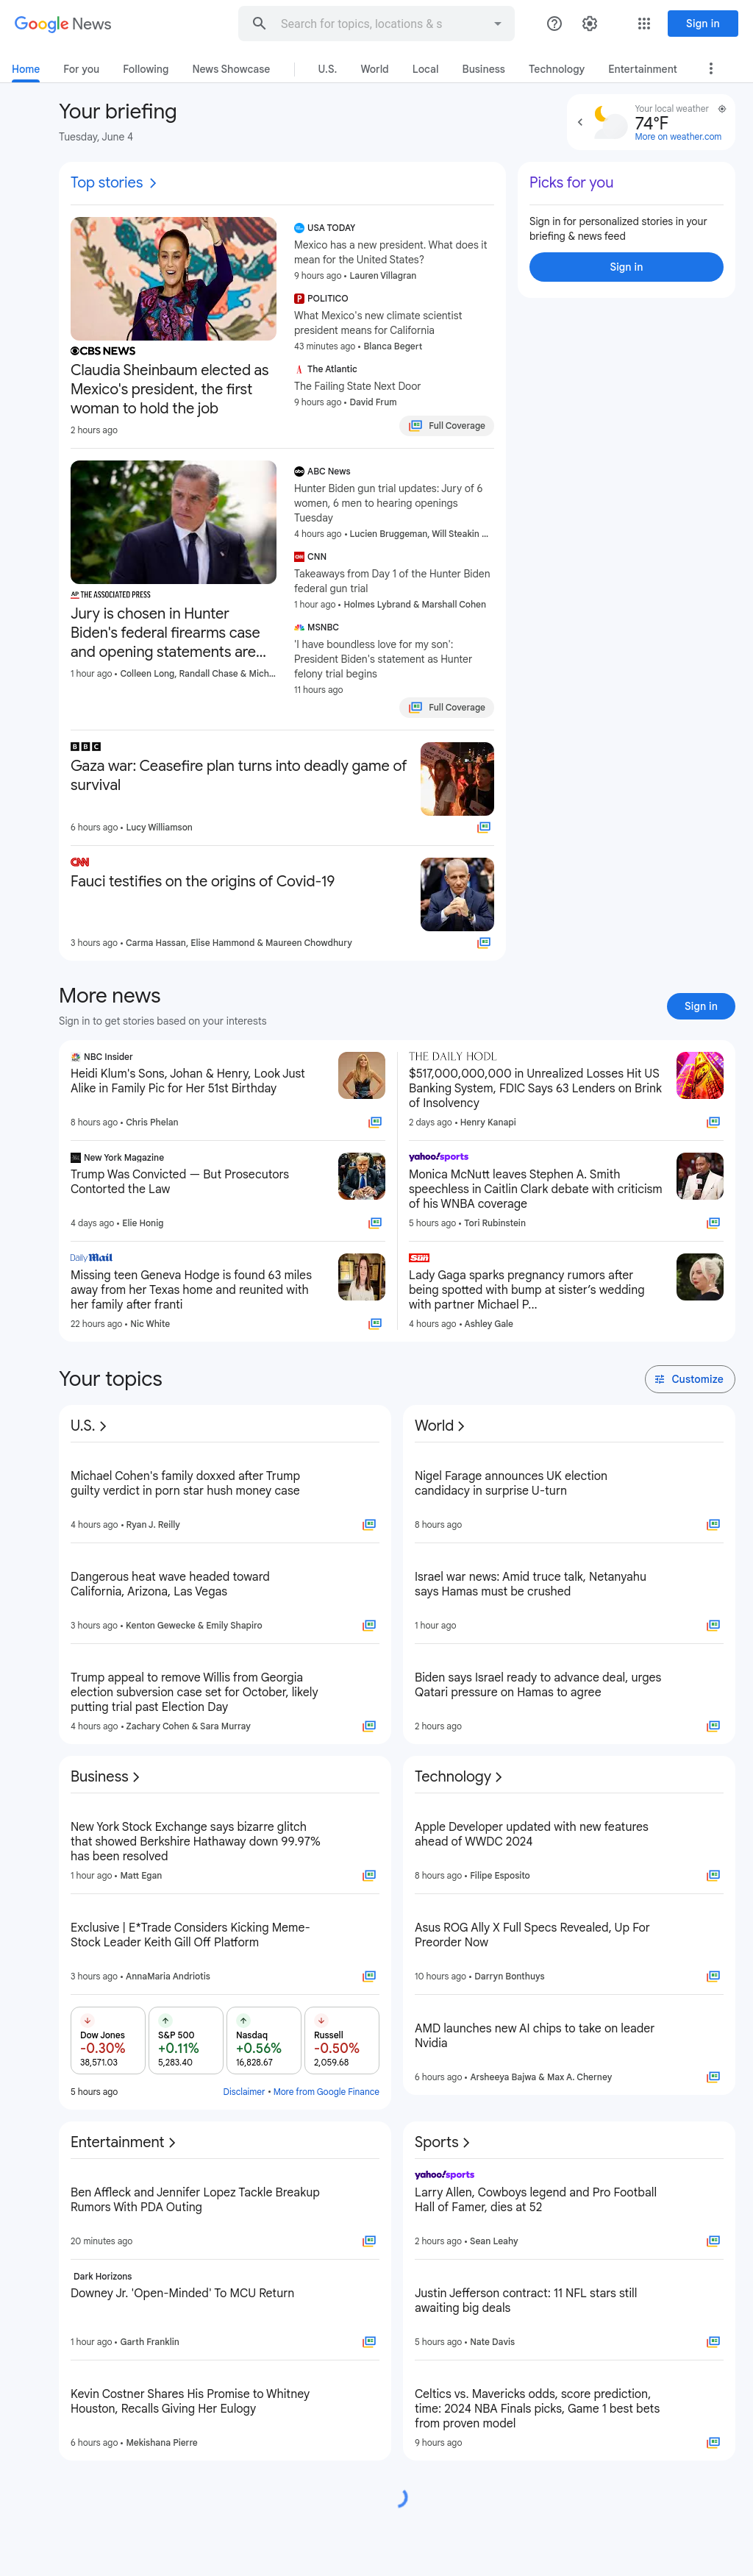 Google News
Search for topics, locations & s
Sign in
Home
For you
Following
News Showcase
U.S.
World
Local
Business
Technology
Entertainment
Your briefing
Tuesday, June 4
Your local weather
74°F
More on weather.com
Top stories
CBS NEWS
Claudia Sheinbaum elected as
Mexico's president, the first
woman to hold the job
2 hours ago
USA TODAY
Mexico has a new president. What does it
mean for the United States?
9 hours ago • Lauren Villagran
POLITICO
What Mexico's new climate scientist
president means for California
43 minutes ago • Blanca Begert
The Atlantic
The Failing State Next Door
9 hours ago • David Frum
Full Coverage
AP THE ASSOCIATED PRESS
Jury is chosen in Hunter
Biden's federal firearms case
and opening statements are...
1 hour ago • Colleen Long, Randall Chase & Mich...
abc ABC News
Hunter Biden gun trial updates: Jury of 6
women, 6 men to hearing openings
Tuesday
4 hours ago • Lucien Bruggeman, Will Steakin ...
CNN
Takeaways from Day 1 of the Hunter Biden
federal gun trial
1 hour ago • Holmes Lybrand & Marshall Cohen
MSNBC
'I have boundless love for my son':
President Biden's statement as Hunter
felony trial begins
11 hours ago
Full Coverage
BBC
Gaza war: Ceasefire plan turns into deadly game of
survival
6 hours ago • Lucy Williamson
CNN
Fauci testifies on the origins of Covid-19
3 hours ago • Carma Hassan, Elise Hammond & Maureen Chowdhury
Picks for you
Sign in for personalized stories in your
briefing & news feed
Sign in
More news
Sign in to get stories based on your interests
Sign in
NBC Insider
Heidi Klum's Sons, Johan & Henry, Look Just
Alike in Family Pic for Her 51st Birthday
8 hours ago • Chris Phelan
New York Magazine
Trump Was Convicted — But Prosecutors
Contorted the Law
4 days ago • Elie Honig
Daily Mail
Missing teen Geneva Hodge is found 63 miles
away from her Texas home and reunited with
her family after franti
22 hours ago • Nic White
THE DAILY HODL
$517,000,000,000 in Unrealized Losses Hit US
Banking System, FDIC Says 63 Lenders on Brink
of Insolvency
2 days ago • Henry Kanapi
yahoo!sports
Monica McNutt leaves Stephen A. Smith
speechless in Caitlin Clark debate with criticism
of his WNBA coverage
5 hours ago • Tori Rubinstein
Sun
Lady Gaga sparks pregnancy rumors after
being spotted with bump at sister’s wedding
with partner Michael P...
4 hours ago • Ashley Gale
Your topics
Customize
U.S.
Michael Cohen's family doxxed after Trump
guilty verdict in porn star hush money case
4 hours ago • Ryan J. Reilly
Dangerous heat wave headed toward
California, Arizona, Las Vegas
3 hours ago • Kenton Gewecke & Emily Shapiro
Trump appeal to remove Willis from Georgia
election subversion case set for October, likely
putting trial past Election Day
4 hours ago • Zachary Cohen & Sara Murray
World
Nigel Farage announces UK election
candidacy in surprise U-turn
8 hours ago
Israel war news: Amid truce talk, Netanyahu
says Hamas must be crushed
1 hour ago
Biden says Israel ready to advance deal, urges
Qatari pressure on Hamas to agree
2 hours ago
Business
New York Stock Exchange says bizarre glitch
that showed Berkshire Hathaway down 99.97%
has been resolved
1 hour ago • Matt Egan
Exclusive | E*Trade Considers Kicking Meme-
Stock Leader Keith Gill Off Platform
3 hours ago • AnnaMaria Andriotis
Dow Jones
-0.30%
38,571.03
S&P 500
+0.11%
5,283.40
Nasdaq
+0.56%
16,828.67
Russell
-0.50%
2,059.68
5 hours ago
Disclaimer • More from Google Finance
Technology
Apple Developer updated with new features
ahead of WWDC 2024
8 hours ago • Filipe Esposito
Asus ROG Ally X Full Specs Revealed, Up For
Preorder Now
10 hours ago • Darryn Bonthuys
AMD launches new AI chips to take on leader
Nvidia
6 hours ago • Arsheeya Bajwa & Max A. Cherney
Entertainment
Ben Affleck and Jennifer Lopez Tackle Breakup
Rumors With PDA Outing
20 minutes ago
Dark Horizons
Downey Jr. 'Open-Minded' To MCU Return
1 hour ago • Garth Franklin
Kevin Costner Shares His Promise to Whitney
Houston, Recalls Giving Her Eulogy
6 hours ago • Mekishana Pierre
Sports
yahoo!sports
Larry Allen, Cowboys legend and Pro Football
Hall of Famer, dies at 52
2 hours ago • Sean Leahy
Justin Jefferson contract: 11 NFL stars still
awaiting big deals
5 hours ago • Nate Davis
Celtics vs. Mavericks odds, score prediction,
time: 2024 NBA Finals picks, Game 1 best bets
from proven model
9 hours ago